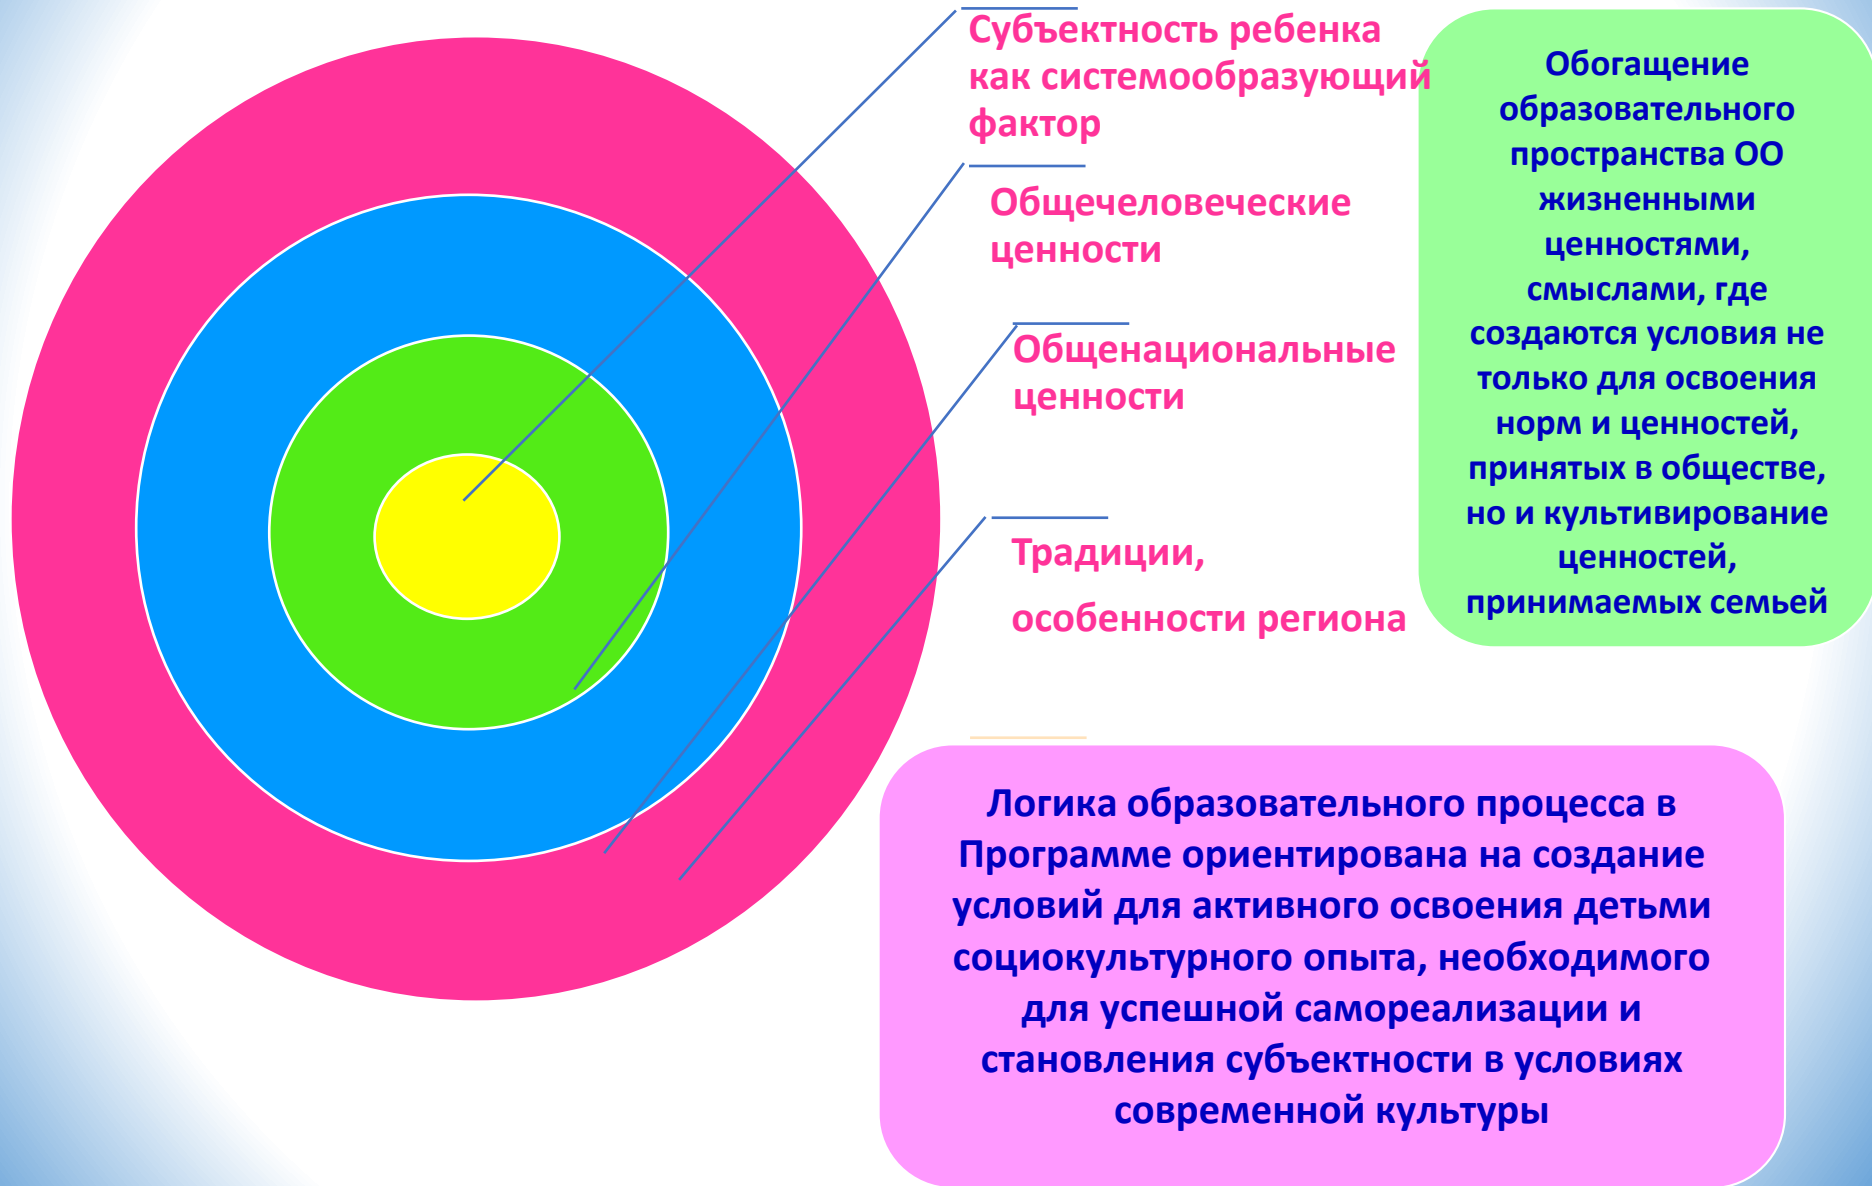 Субъектность ребенка
как системообразующий
фактор
Общечеловеческие
ценности
Общенациональные
ценности
Традиции,
особенности региона
Обогащение
образовательного
пространства ОО
жизненными
ценностями,
смыслами, где
создаются условия не
только для освоения
норм и ценностей,
принятых в обществе,
но и культивирование
ценностей,
принимаемых семьей
Логика образовательного процесса в
Программе ориентирована на создание
условий для активного освоения детьми
социокультурного опыта, необходимого
для успешной самореализации и
становления субъектности в условиях
современной культуры